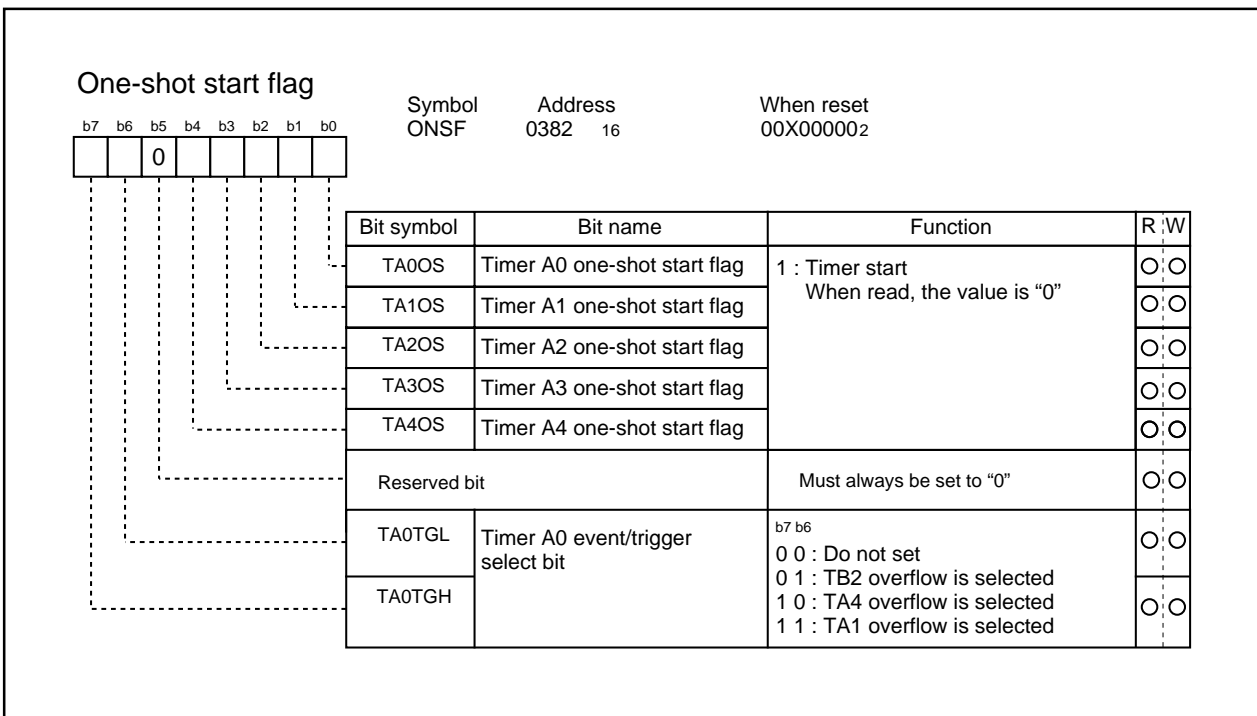 One-shot start flag
Symbol Address When reset
ONSF 0382 16 00X000002
b7 b6 b5 b4 b3 b2 b1 b0
0
Bit symbol Bit name Function R W
TA0OS Timer A0 one-shot start flag 1 : Timer start
When read, the value is “0”
TA1OS Timer A1 one-shot start flag
TA2OS Timer A2 one-shot start flag
TA3OS Timer A3 one-shot start flag
TA4OS Timer A4 one-shot start flag
Reserved bit Must always be set to “0”
TA0TGL Timer A0 event/trigger
select bit
b7 b6
0 0 : Do not set
0 1 : TB2 overflow is selected
TA0TGH 1 0 : TA4 overflow is selected
1 1 : TA1 overflow is selected